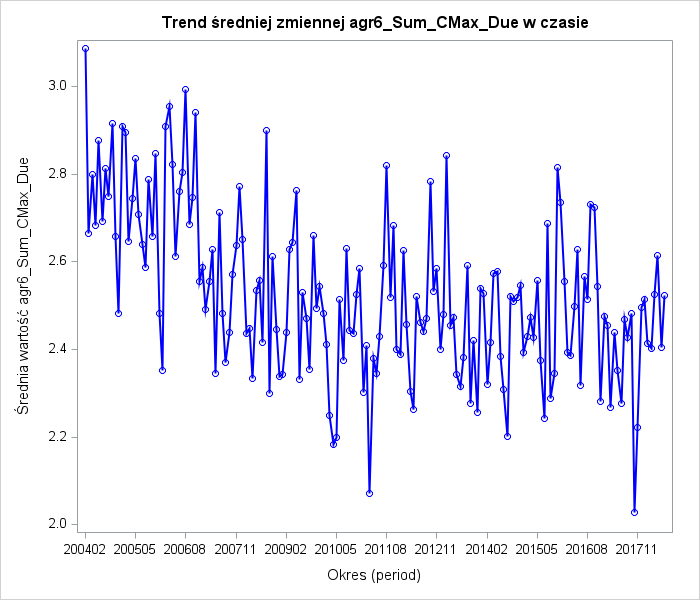 Trend średniej zmiennej agr6_Sum_CMax_Due w czasie
Średnia wartość agr6_Sum_CMax_Due
3.0
2.8
2.6
2.4
2.2
2.0
200402 200505 200608 200711 200902 201005 201108 201211 201402 201505 201608 201711
Okres (period)